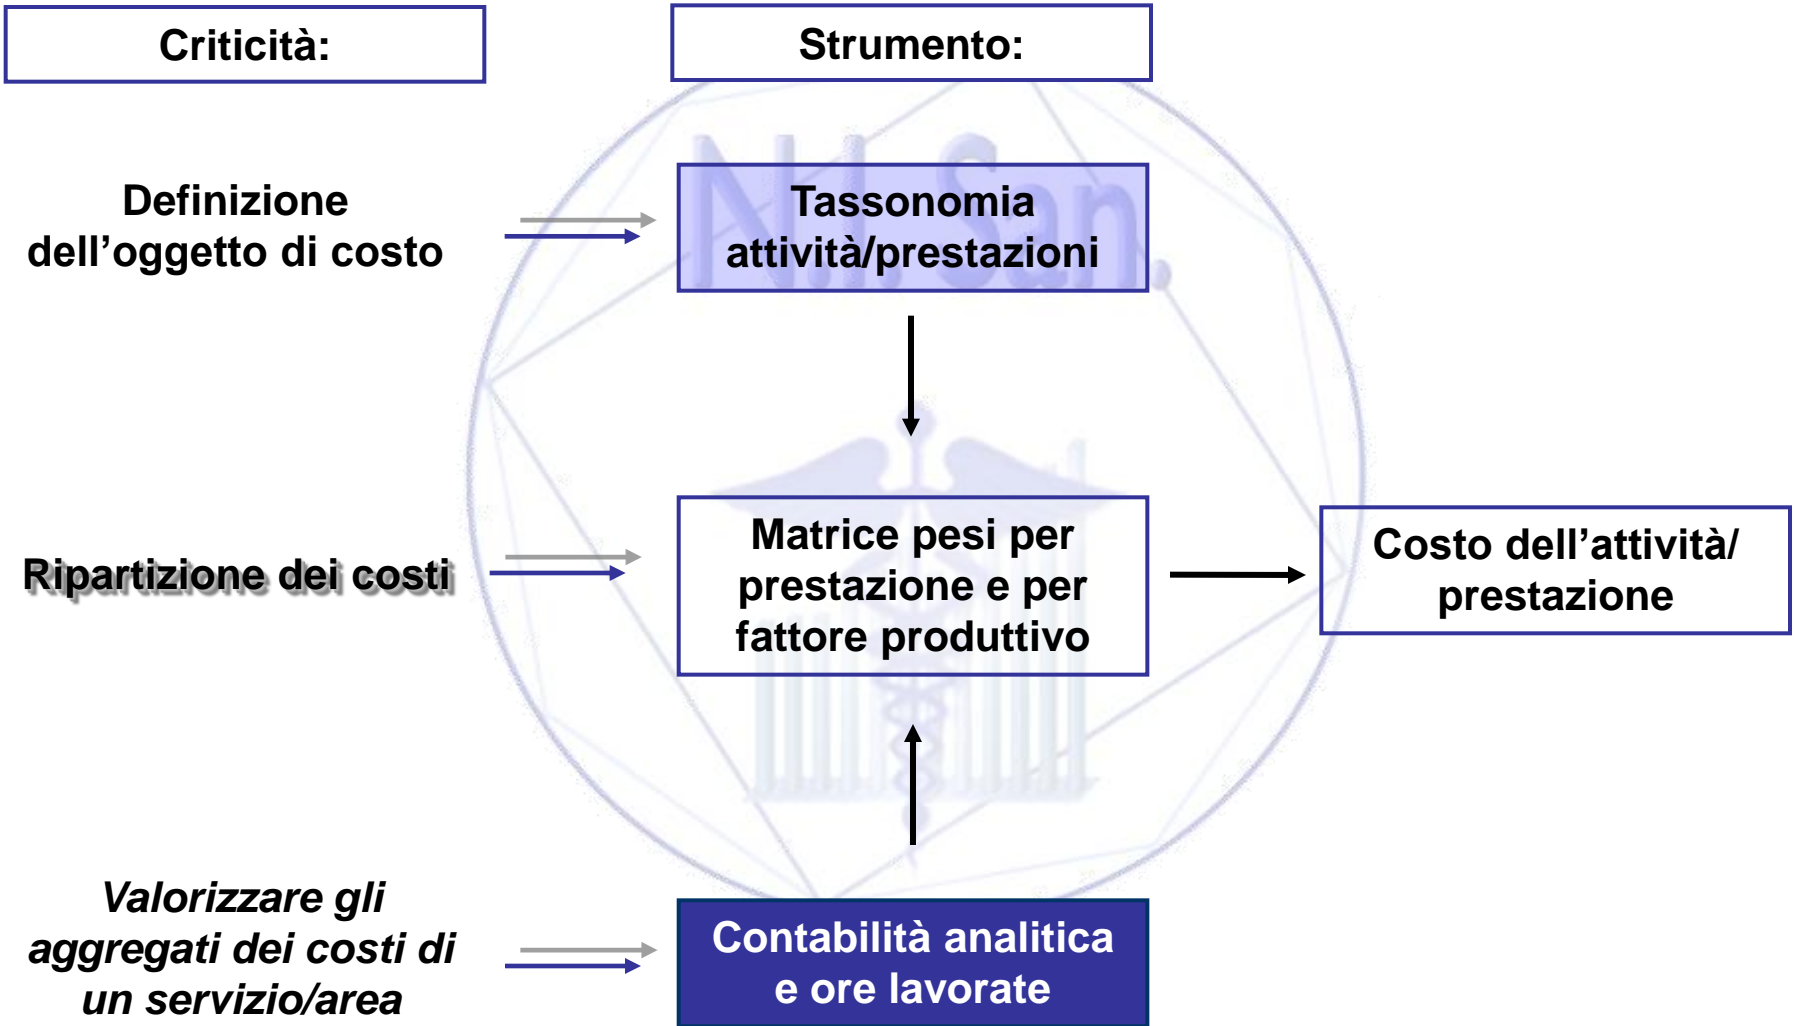 Criticità:
Strumento:
N.I. San.
Definizione
dell’oggetto di costo
Tassonomia
attività/prestazioni
Ripartizione dei costi
Matrice pesi per
prestazione e per
fattore produttivo
Costo dell’attività/
prestazione
Valorizzare gli
aggregati dei costi di
un servizio/area
Contabilità analitica
e ore lavorate